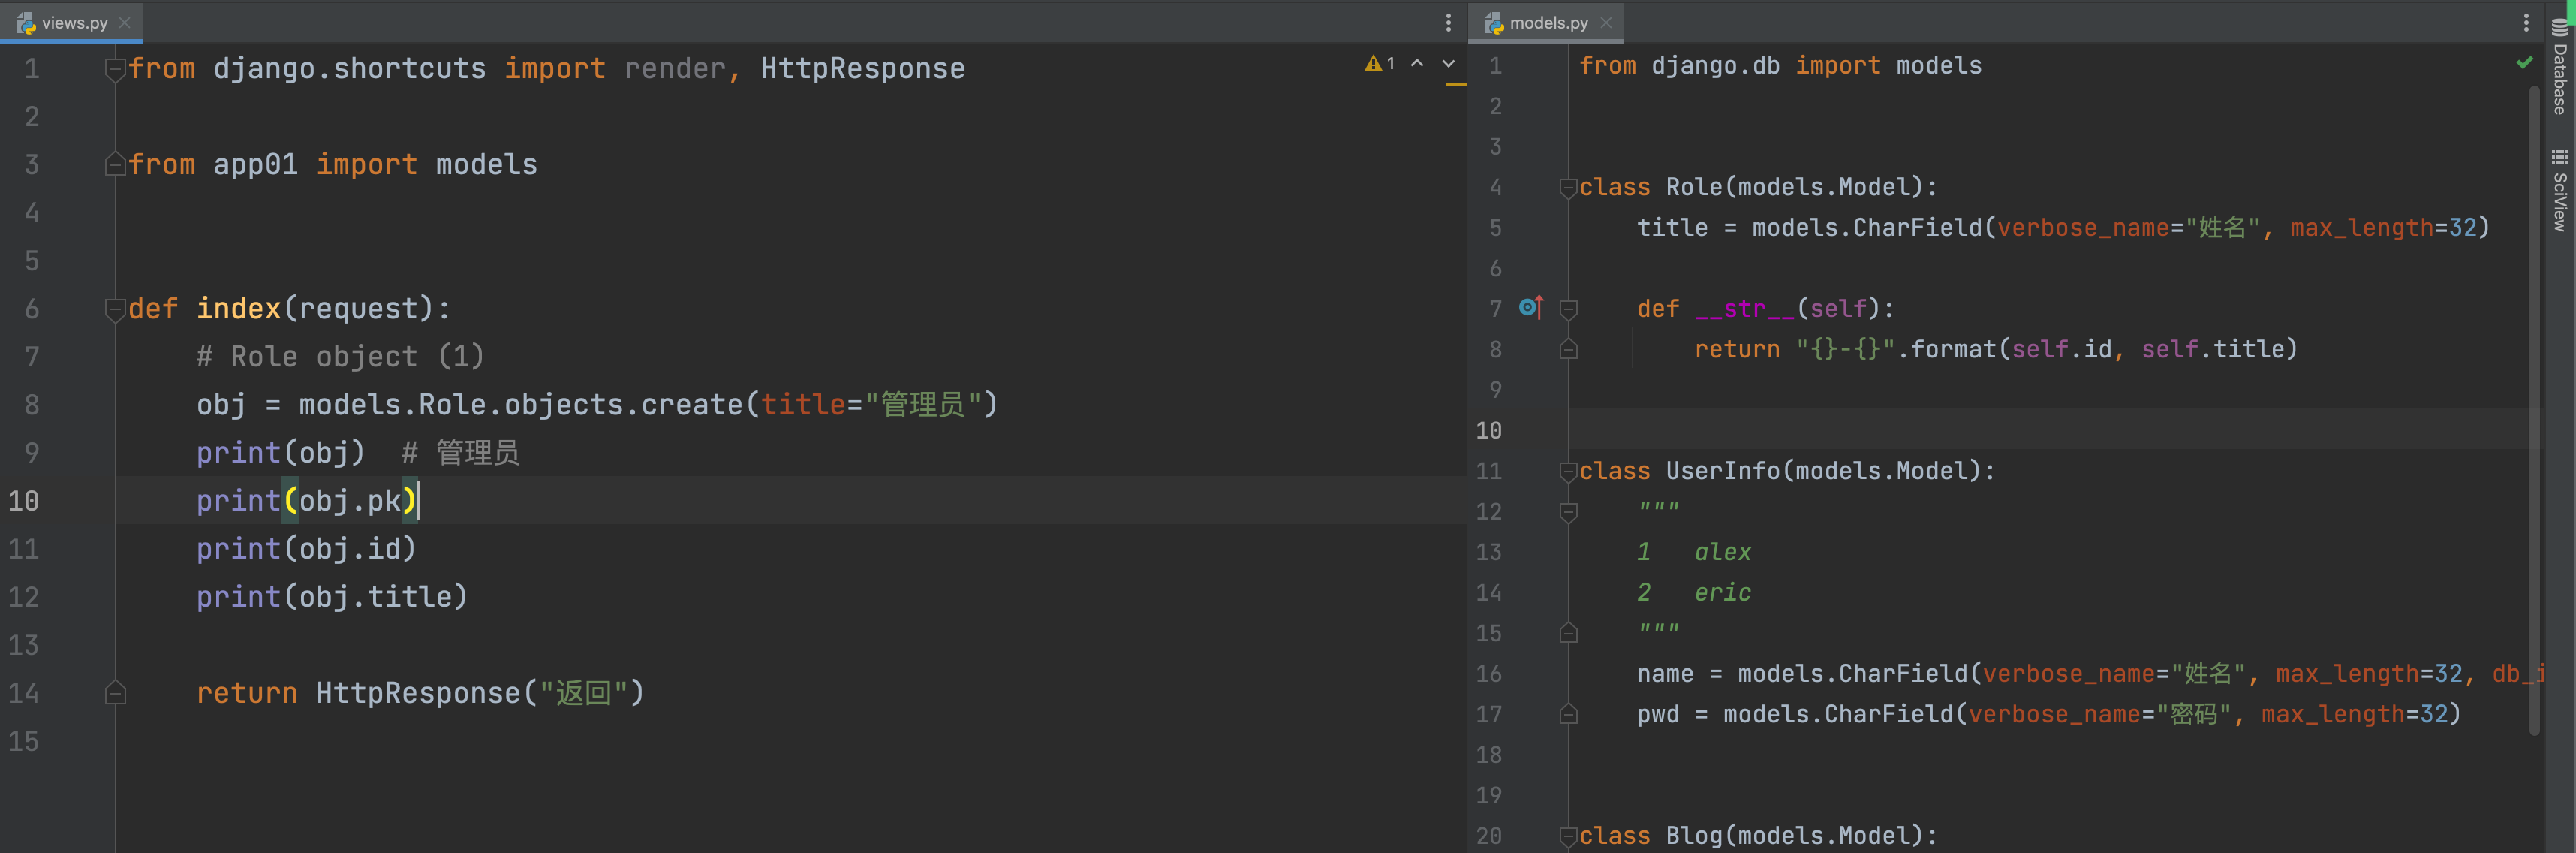 views.py
1 from django.shortcuts import render, HttpResponse
2
3 from app01 import models
4
5
6 def index(request):
7 # Role object (1)
8 obj = models.Role.objects.create(title="管理员")
9 print(obj)  # 管理员
10 print(obj.pk)
11 print(obj.id)
12 print(obj.title)
13
14 return HttpResponse("返回")
15
1
models.py
1 from django.db import models
2
3
4 class Role(models.Model):
5 title = models.CharField(verbose_name="姓名", max_length=32)
6
7 def __str__(self):
8 return "{}-{}".format(self.id, self.title)
9
10
11 class UserInfo(models.Model):
12 """
13 1   alex
14 2   eric
15 """
16 name = models.CharField(verbose_name="姓名", max_length=32, db_i
17 pwd = models.CharField(verbose_name="密码", max_length=32)
18
19
20 class Blog(models.Model):
Database
SciView